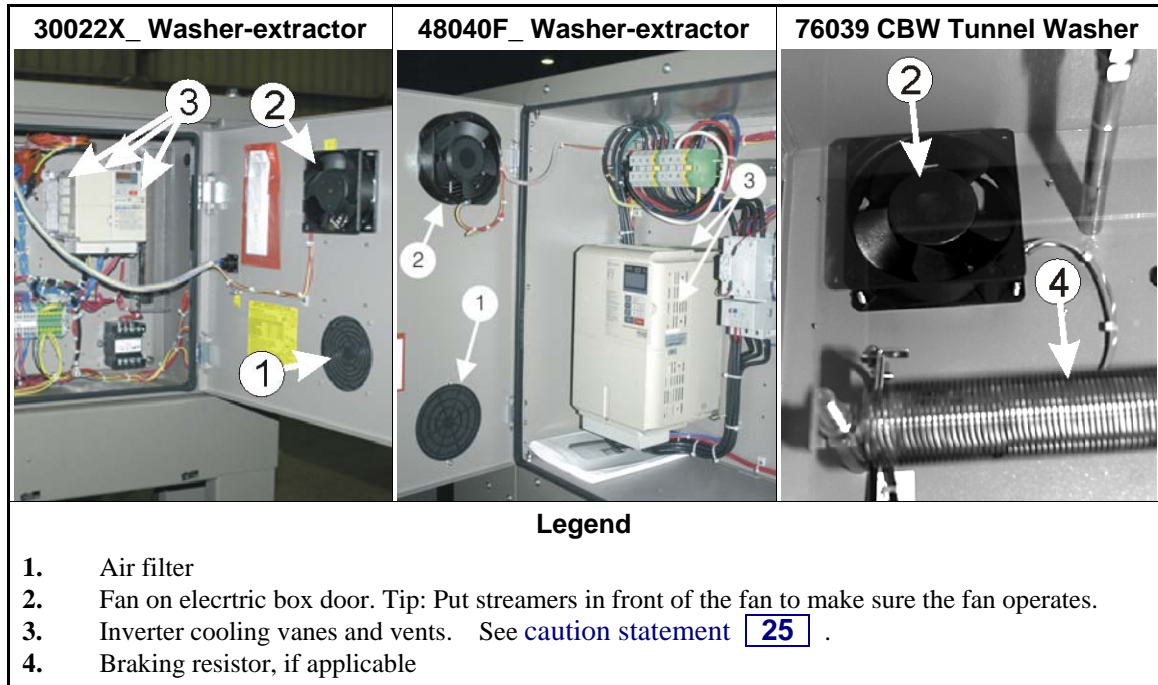 30022X_ Washer-extractor
48040F_ Washer-extractor
76039 CBW Tunnel Washer
3
2
1
3
2
1
2
4
Legend
1. Air filter
2. Fan on elecrtric box door. Tip: Put streamers in front of the fan to make sure the fan operates.
3. Inverter cooling vanes and vents. See caution statement 25 .
4. Braking resistor, if applicable